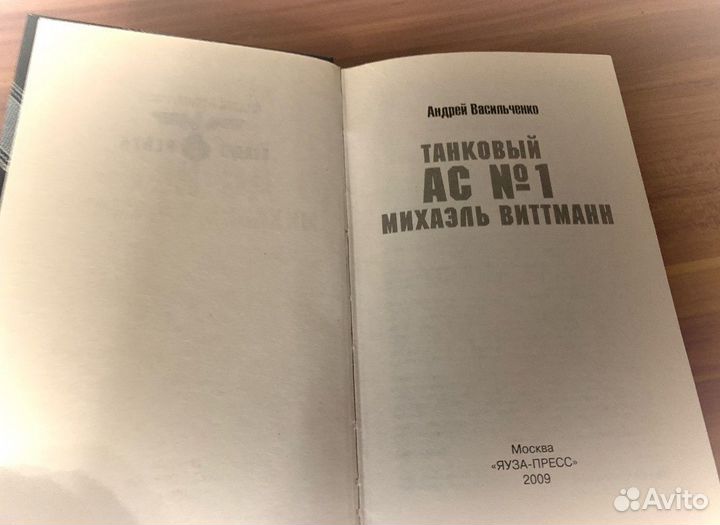 Андрей Васильченко
ТАНКОВЫЙ
АС №1
МИХАЭЛЬ ВИТТМАНН
Москва
«ЯУЗА-ПРЕСС»
2009
Avito